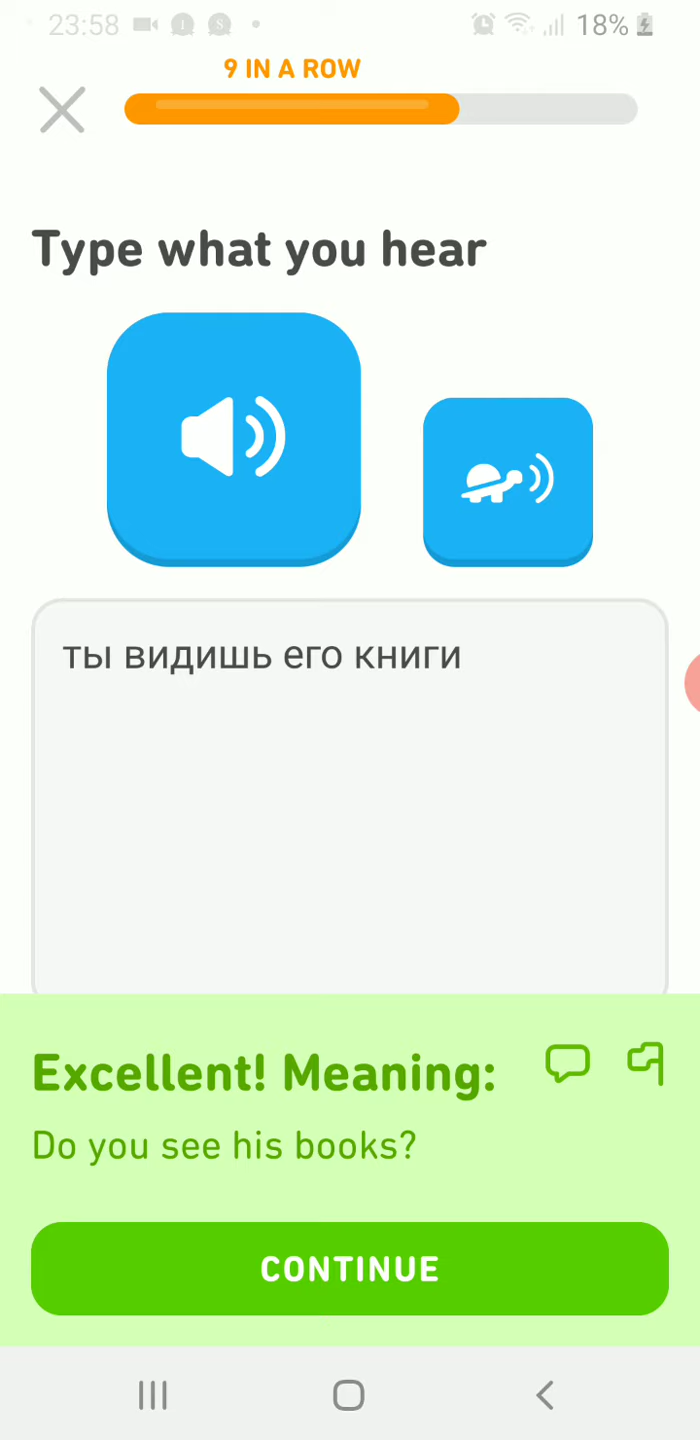 23:58 18%
9 IN A ROW
Type what you hear
ты видишь его книги
Excellent! Meaning:
Do you see his books?
CONTINUE